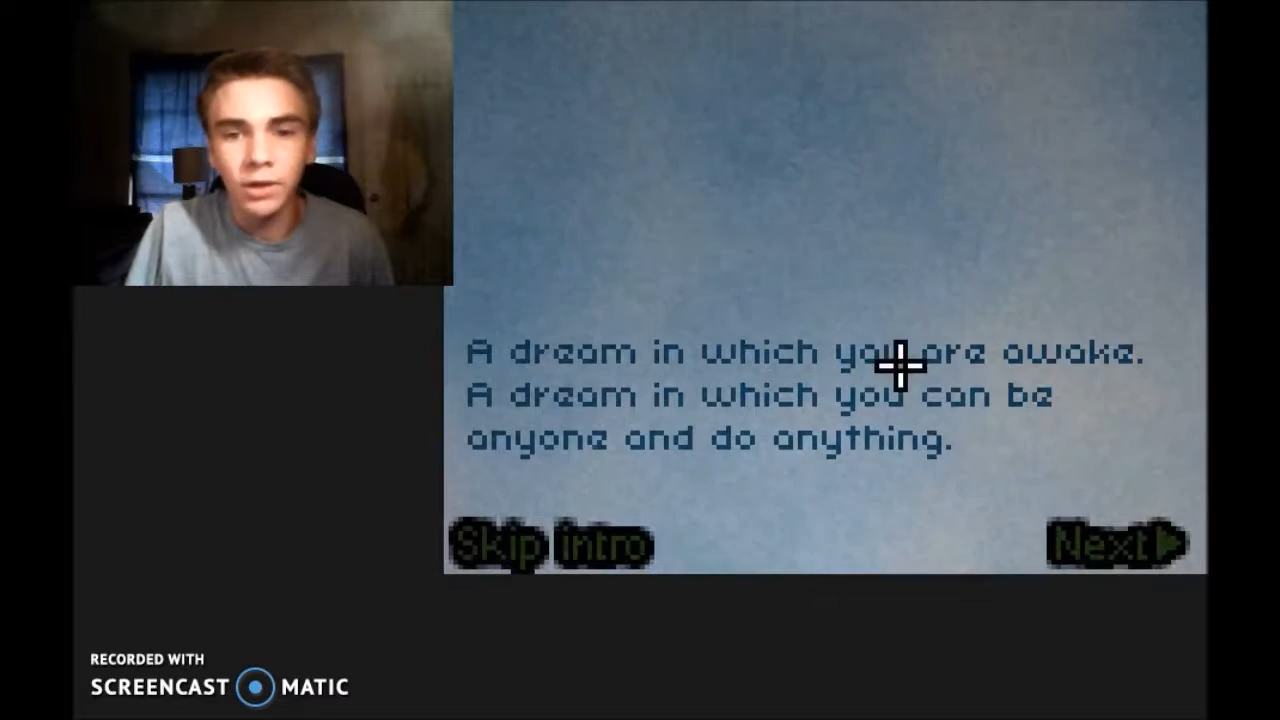 A dream in which you are awake.
A dream in which you can be
anyone and do anything.
Skip intro
Next
RECORDED WITH
SCREENCAST MATIC